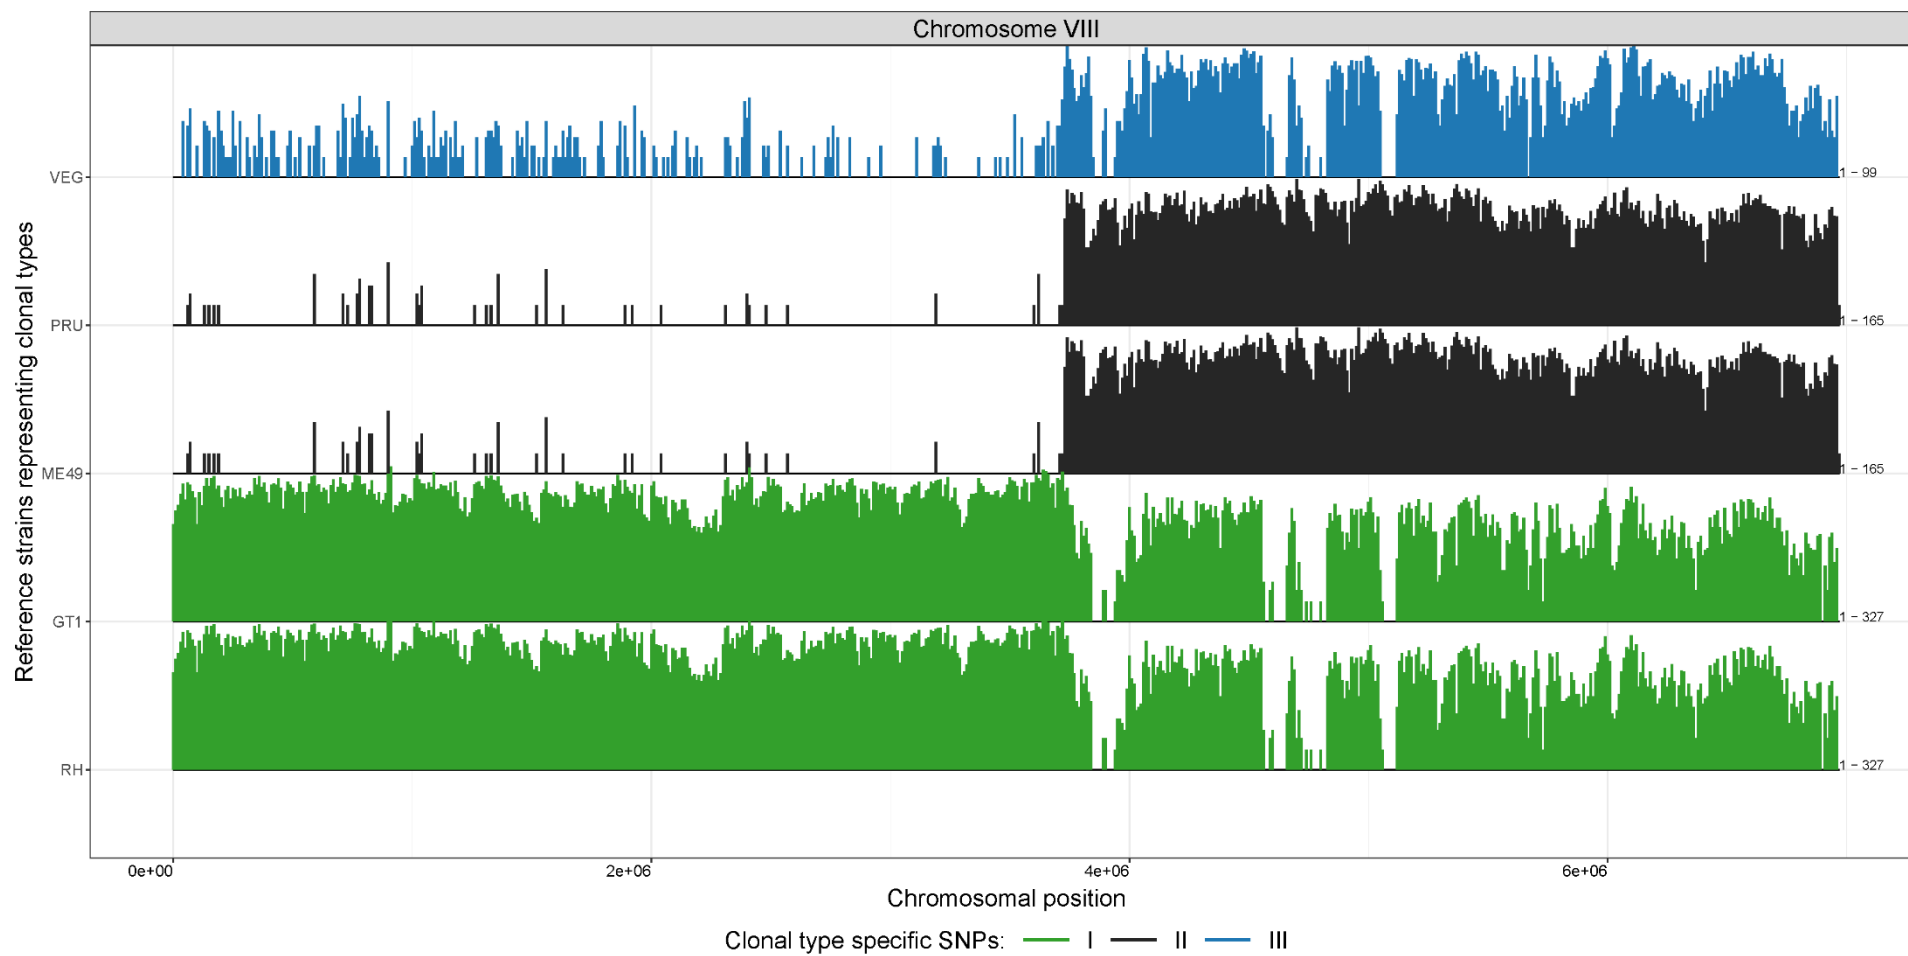 Chromosome VIII
Reference strains representing clonal types
VEG
1 − 99
PRU
1 − 165
ME49
1 − 165
GT1
1 − 327
RH
1 − 327
0e+00 2e+06 4e+06 6e+06
Chromosomal position
Clonal type specific SNPs: I II III